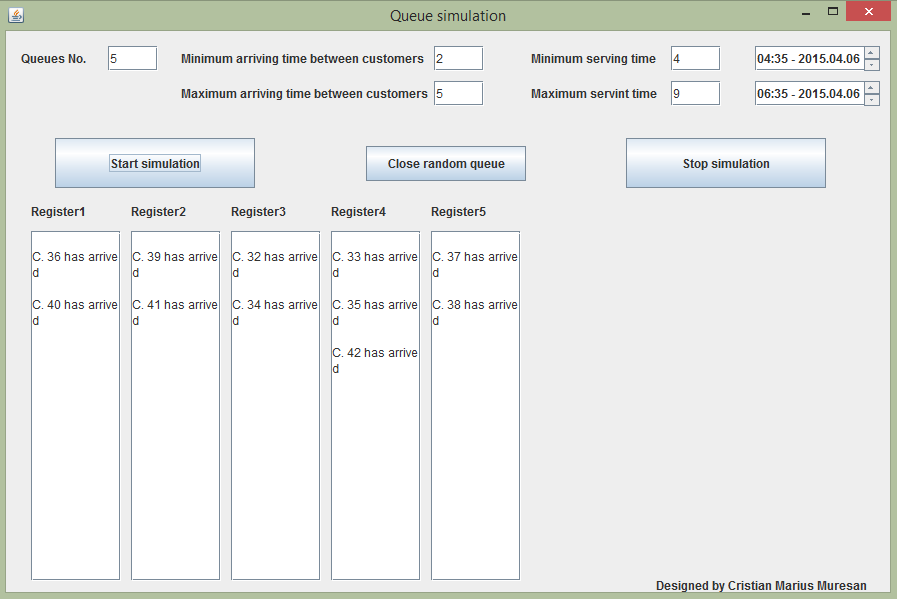 Queue simulation
Queues No. 5 Minimum arriving time between customers 2 Minimum serving time 4 04:35 - 2015.04.06
Maximum arriving time between customers 5 Maximum servint time 9 06:35 - 2015.04.06
Start simulation Close random queue Stop simulation
Register1 Register2 Register3 Register4 Register5
C. 36 has arrive C. 39 has arrive C. 32 has arrive C. 33 has arrive C. 37 has arrive
d d d d d
C. 40 has arrive C. 41 has arrive C. 34 has arrive C. 35 has arrive C. 38 has arrive
d d d d d
C. 42 has arrive
d
Designed by Cristian Marius Muresan